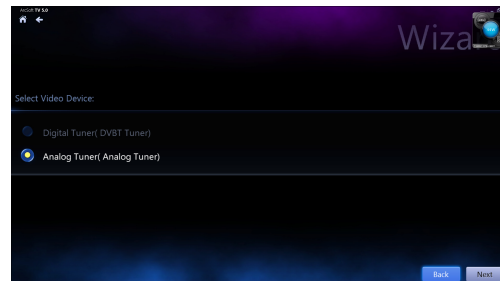 ArcSoft TV 5.0
Wiza
Select Video Device:
Digital Tuner( DVBT Tuner)
Analog Tuner( Analog Tuner)
Back
Next